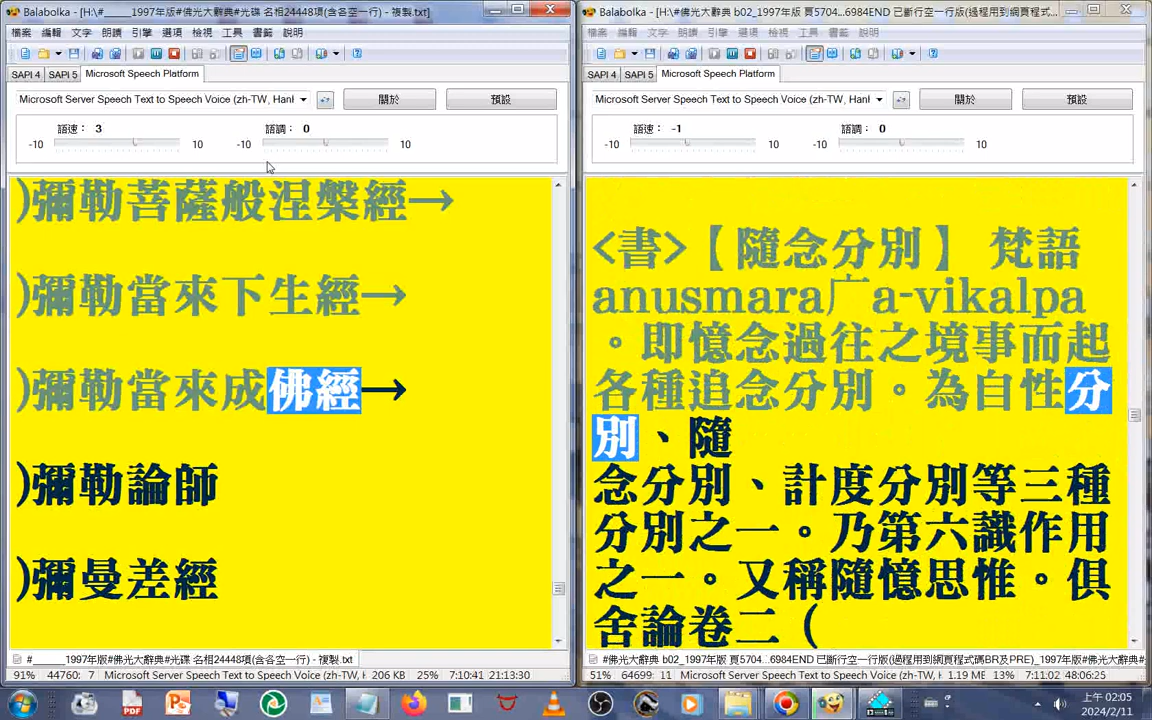 Balabolka - [H:\#_____1997年版#佛光大辭典#光碟 名相24448項(含各空一行) - 複製.txt]
檔案 編輯 文字 朗讀 引擎 選項 檢視 工具 書籤 說明
SAPI 4 SAPI 5 Microsoft Speech Platform
Microsoft Server Speech Text to Speech Voice (zh-TW, HanH 關於 預設
語速： 3 語調： 0
-10 10 -10 10
)彌勒菩薩般涅槃經→
)彌勒當來下生經→
)彌勒當來成佛經→
)彌勒論師
)彌曼差經
#_____1997年版#佛光大辭典#光碟 名相24448項(含各空一行) - 複製.txt
91% 44760: 7 Microsoft Server Speech Text to Speech Voice (zh-TW, H 206 KB 25% 7:10:41/21:13:30
Balabolka - [H:\#佛光大辭典 b02_1997年版 頁5704...6984END 已斷行空一行版(過程用到網頁程式...
檔案 編輯 文字 朗讀 引擎 選項 檢視 工具 書籤 說明
SAPI 4 SAPI 5 Microsoft Speech Platform
Microsoft Server Speech Text to Speech Voice (zh-TW, HanH 關於 預設
語速： -1 語調： 0
-10 10 -10 10
<書>【隨念分別】 梵語
anusmara广a-vikalpa
。即憶念過往之境事而起
各種追念分別。為自性分
別、隨
念分別、計度分別等三種
分別之一。乃第六識作用
之一。又稱隨憶思惟。俱
舍論卷二（
#佛光大辭典 b02_1997年版 頁5704...6984END 已斷行空一行版(過程用到網頁程式碼BR及PRE)_1997年版#佛光大辭典#
51% 64699: 11 Microsoft Server Speech Text to Speech Voice (zh-TW, H 1.19 ME 13% 7:11:02/48:06:25
上午 02:05
2024/2/11